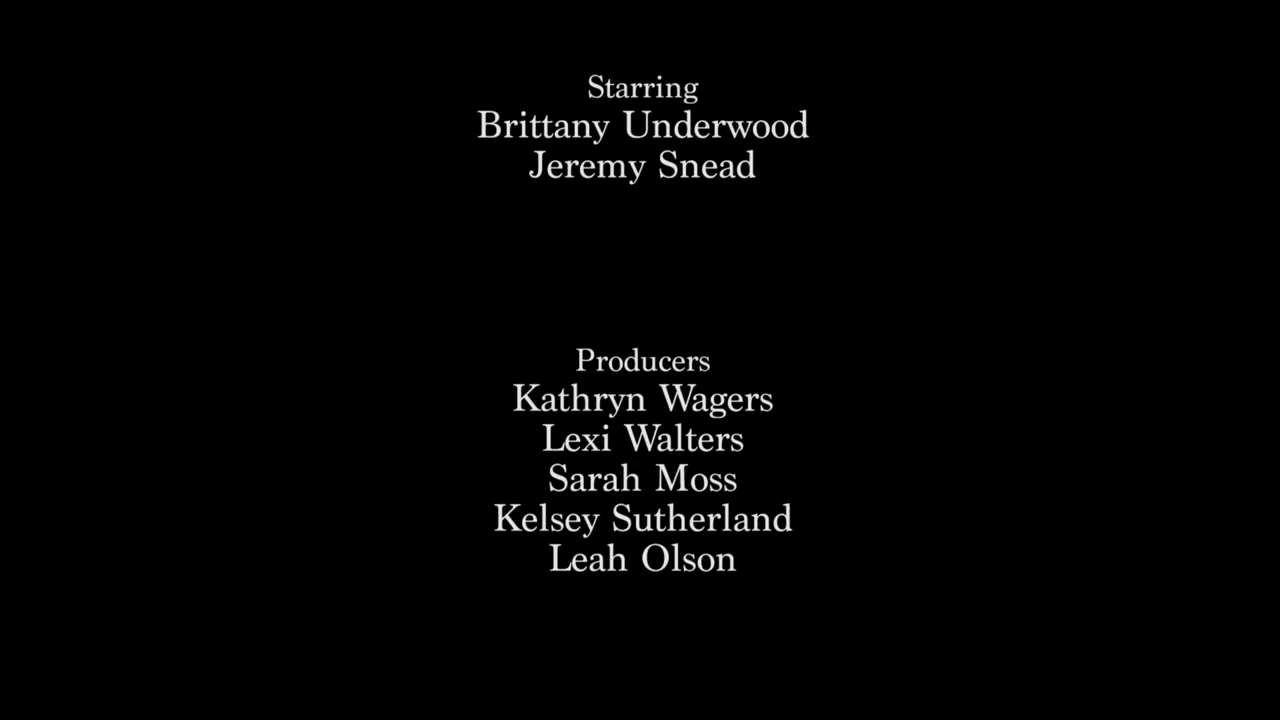 Starring
Brittany Underwood
Jeremy Snead
Producers
Kathryn Wagers
Lexi Walters
Sarah Moss
Kelsey Sutherland
Leah Olson